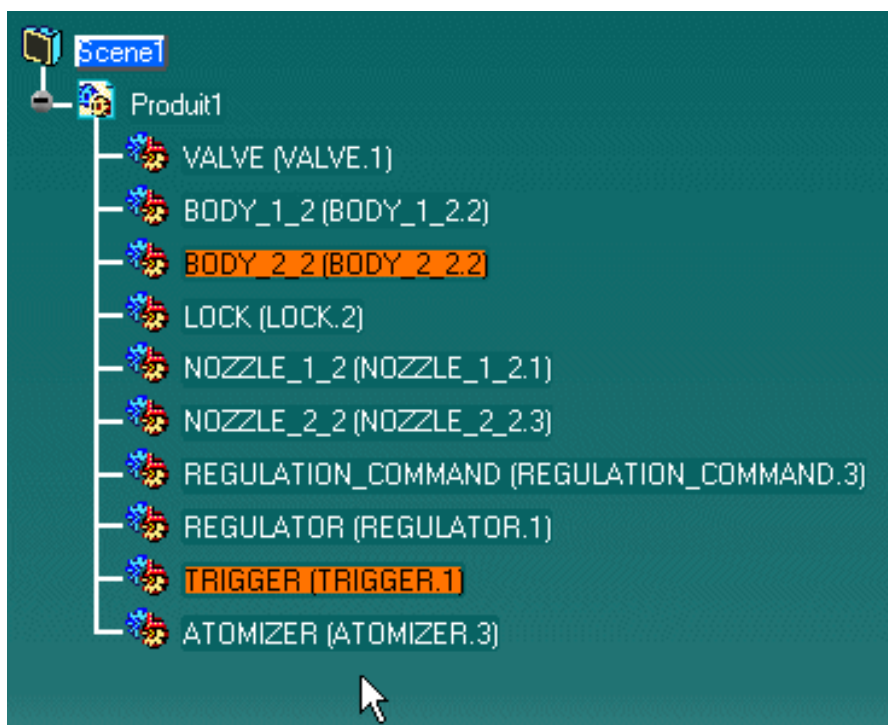 Scene1
Produit1
VALVE (VALVE.1)
BODY_1_2 (BODY_1_2.2)
BODY_2_2 (BODY_2_2.2)
LOCK (LOCK.2)
NOZZLE_1_2 (NOZZLE_1_2.1)
NOZZLE_2_2 (NOZZLE_2_2.3)
REGULATION_COMMAND (REGULATION_COMMAND.3)
REGULATOR (REGULATOR.1)
TRIGGER (TRIGGER.1)
ATOMIZER (ATOMIZER.3)